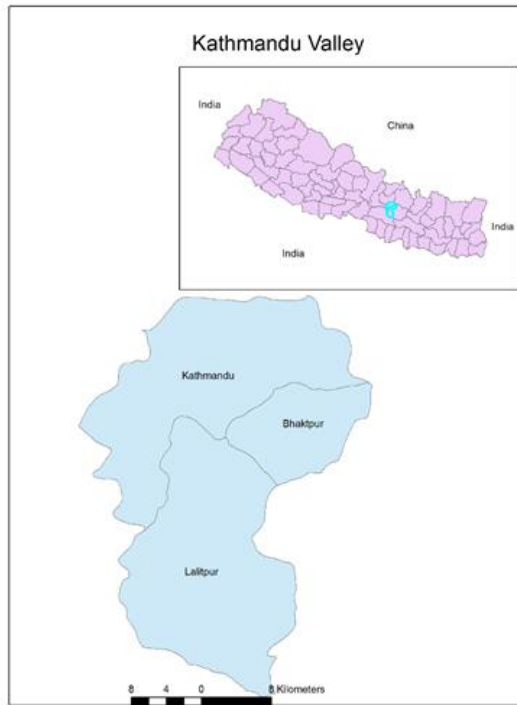 Kathmandu Valley
India
China
India
India
Kathmandu
Bhaktpur
Lalitpur
8 4 0 8 Kilometers